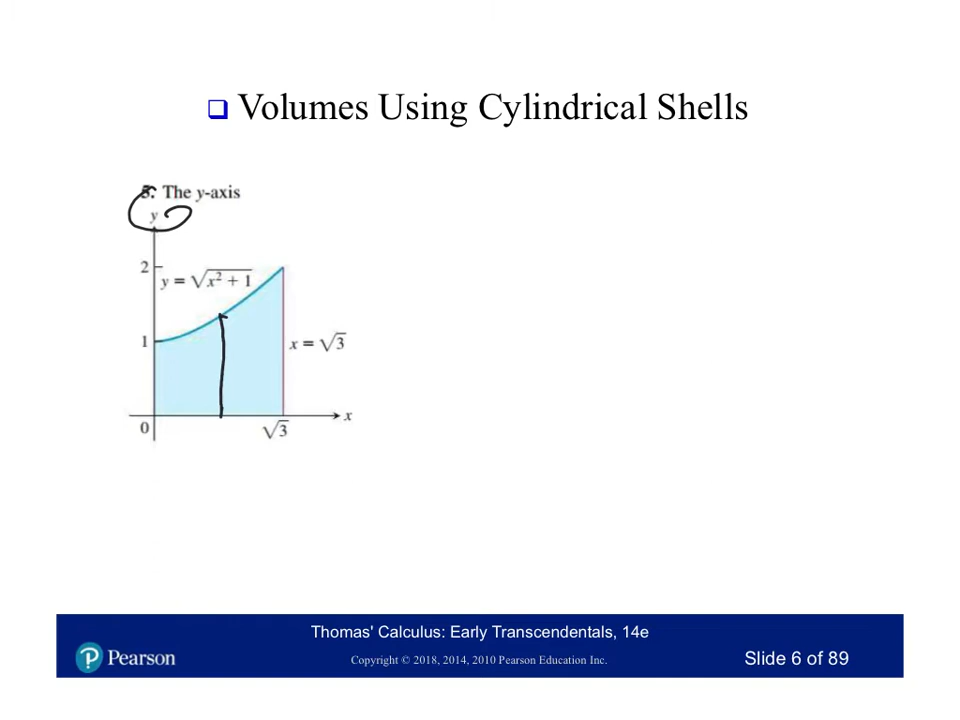 ❑ Volumes Using Cylindrical Shells
5. The y-axis
y
2
y = √(x² + 1)
1
x = √3
0
√3
x
Thomas' Calculus: Early Transcendentals, 14e
Pearson
Copyright © 2018, 2014, 2010 Pearson Education Inc.
Slide 6 of 89